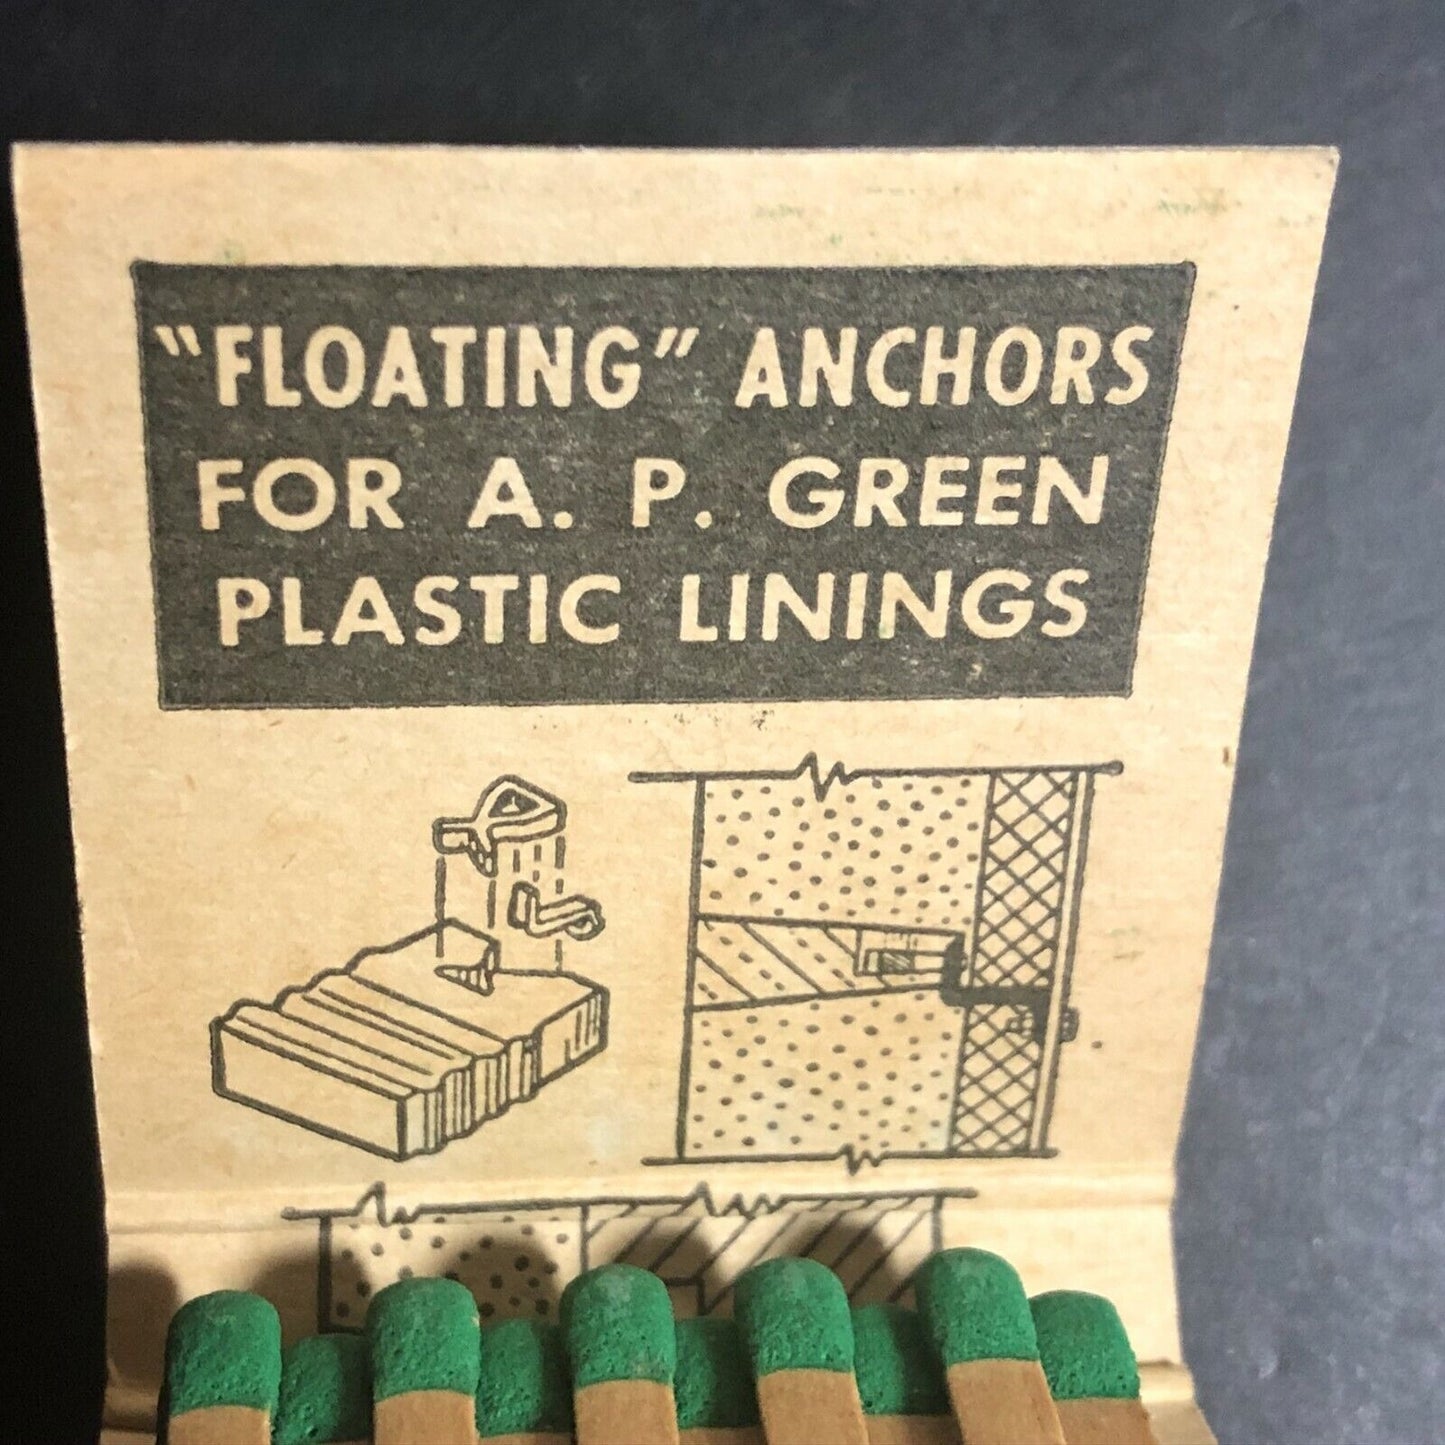 "FLOATING" ANCHORS
FOR A. P. GREEN
PLASTIC LININGS